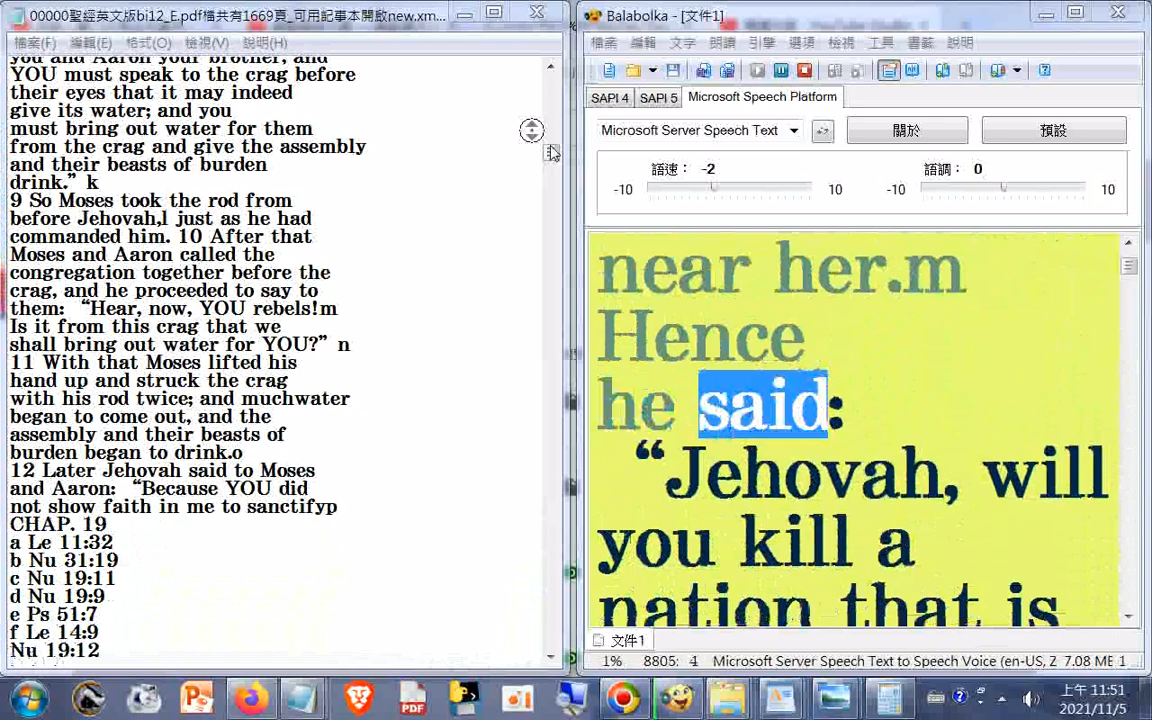 00000聖經英文版bi12_E.pdf檔共有1669頁_可用記事本開啟new.xm...
檔案(F) 編輯(E) 格式(O) 檢視(V) 說明(H)
you and Aaron your brother, and
YOU must speak to the crag before
their eyes that it may indeed
give its water; and you
must bring out water for them
from the crag and give the assembly
and their beasts of burden
drink.” k
9 So Moses took the rod from
before Jehovah,l just as he had
commanded him. 10 After that
Moses and Aaron called the
congregation together before the
crag, and he proceeded to say to
them: “Hear, now, YOU rebels!m
Is it from this crag that we
shall bring out water for YOU?” n
11 With that Moses lifted his
hand up and struck the crag
with his rod twice; and muchwater
began to come out, and the
assembly and their beasts of
burden began to drink.o
12 Later Jehovah said to Moses
and Aaron: “Because YOU did
not show faith in me to sanctifyp
CHAP. 19
a Le 11:32
b Nu 31:19
c Nu 19:11
d Nu 19:9
e Ps 51:7
f Le 14:9
Nu 19:12
Balabolka - [文件1]
檔案 編輯 文字 朗讀 引擎 選項 檢視 工具 書籤 說明
SAPI 4 SAPI 5 Microsoft Speech Platform
Microsoft Server Speech Text 關於 預設
語速: -2 語調: 0
-10 10 -10 10
near her.m
Hence
he said:
“Jehovah, will
you kill a
nation that is
文件1
1% 8805: 4 Microsoft Server Speech Text to Speech Voice (en-US, Z 7.08 ME 1
PDF
上午 11:51
2021/11/5